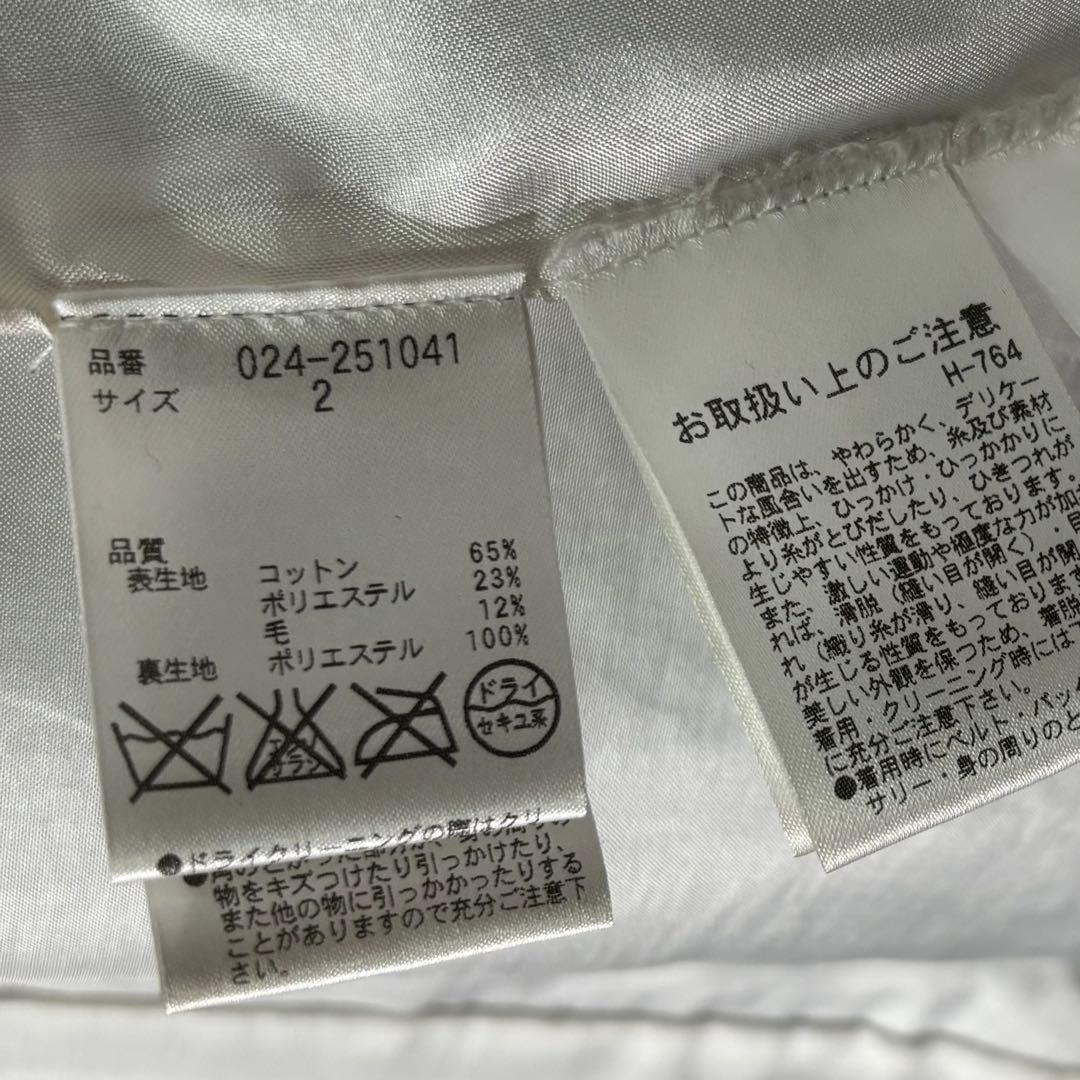 品番 024-251041
サイズ 2
品質
表生地 コットン 65%
ポリエステル 23%
毛 12%
裏生地 ポリエステル 100%
エンソ
サラシ
ドライ
セキユ系
●ドライクリーニングの際はクリ
物をキズつけたり引っかけたり、
また他の物に引っかかったりする
ことがありますので充分ご注意下
さい。
お取扱い上のご注意
H-764
この商品は、やわらかく、デリケー
トな風合いを出すため、糸及び素材
の特徴上、ひっかけ・ひっかかりに
より糸がとびだしたり、ひきつれが
生じやすい性質をもっております。
また、激しい運動や極度な力が加
れば、滑脱(縫い目が開く)・目
れ(織り糸が滑り、縫い目が開
が生じる性質をもっております
美しい外観を保つため、着脱
着用・クリーニング時には
に充分ご注意下さい。
●着用時にベルト・バッ
サリー・身の周りのと